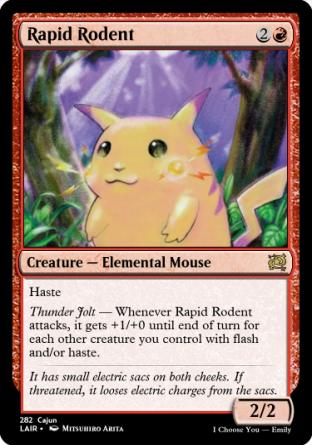 Rapid Rodent 2
Creature — Elemental Mouse
Haste
Thunder Jolt — Whenever Rapid Rodent
attacks, it gets +1/+0 until end of turn for
each other creature you control with flash
and/or haste.
It has small electric sacs on both cheeks. If
threatened, it looses electric charges from the sacs.
2/2
282 Cajun
LAIR • Mitsuhiro Arita
I Choose You — Emily